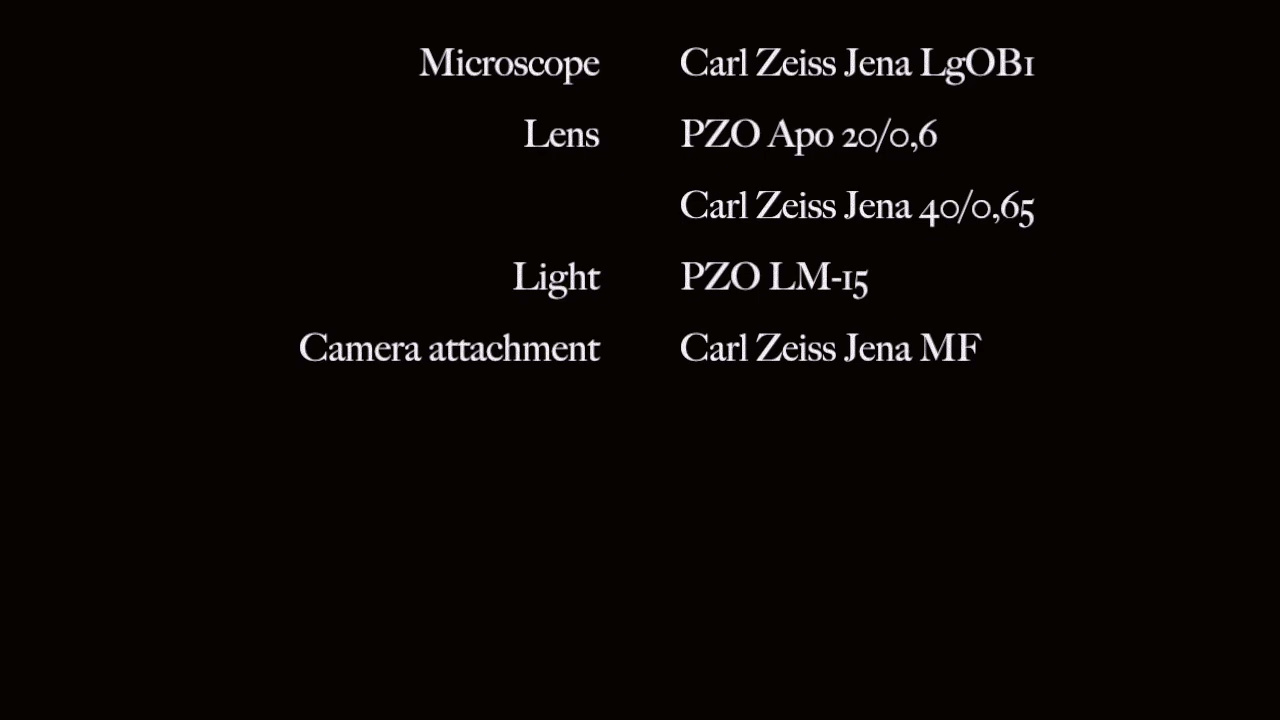 Microscope Carl Zeiss Jena LgOB1
Lens PZO Apo 20/0,6
Carl Zeiss Jena 40/0,65
Light PZO LM-15
Camera attachment Carl Zeiss Jena MF